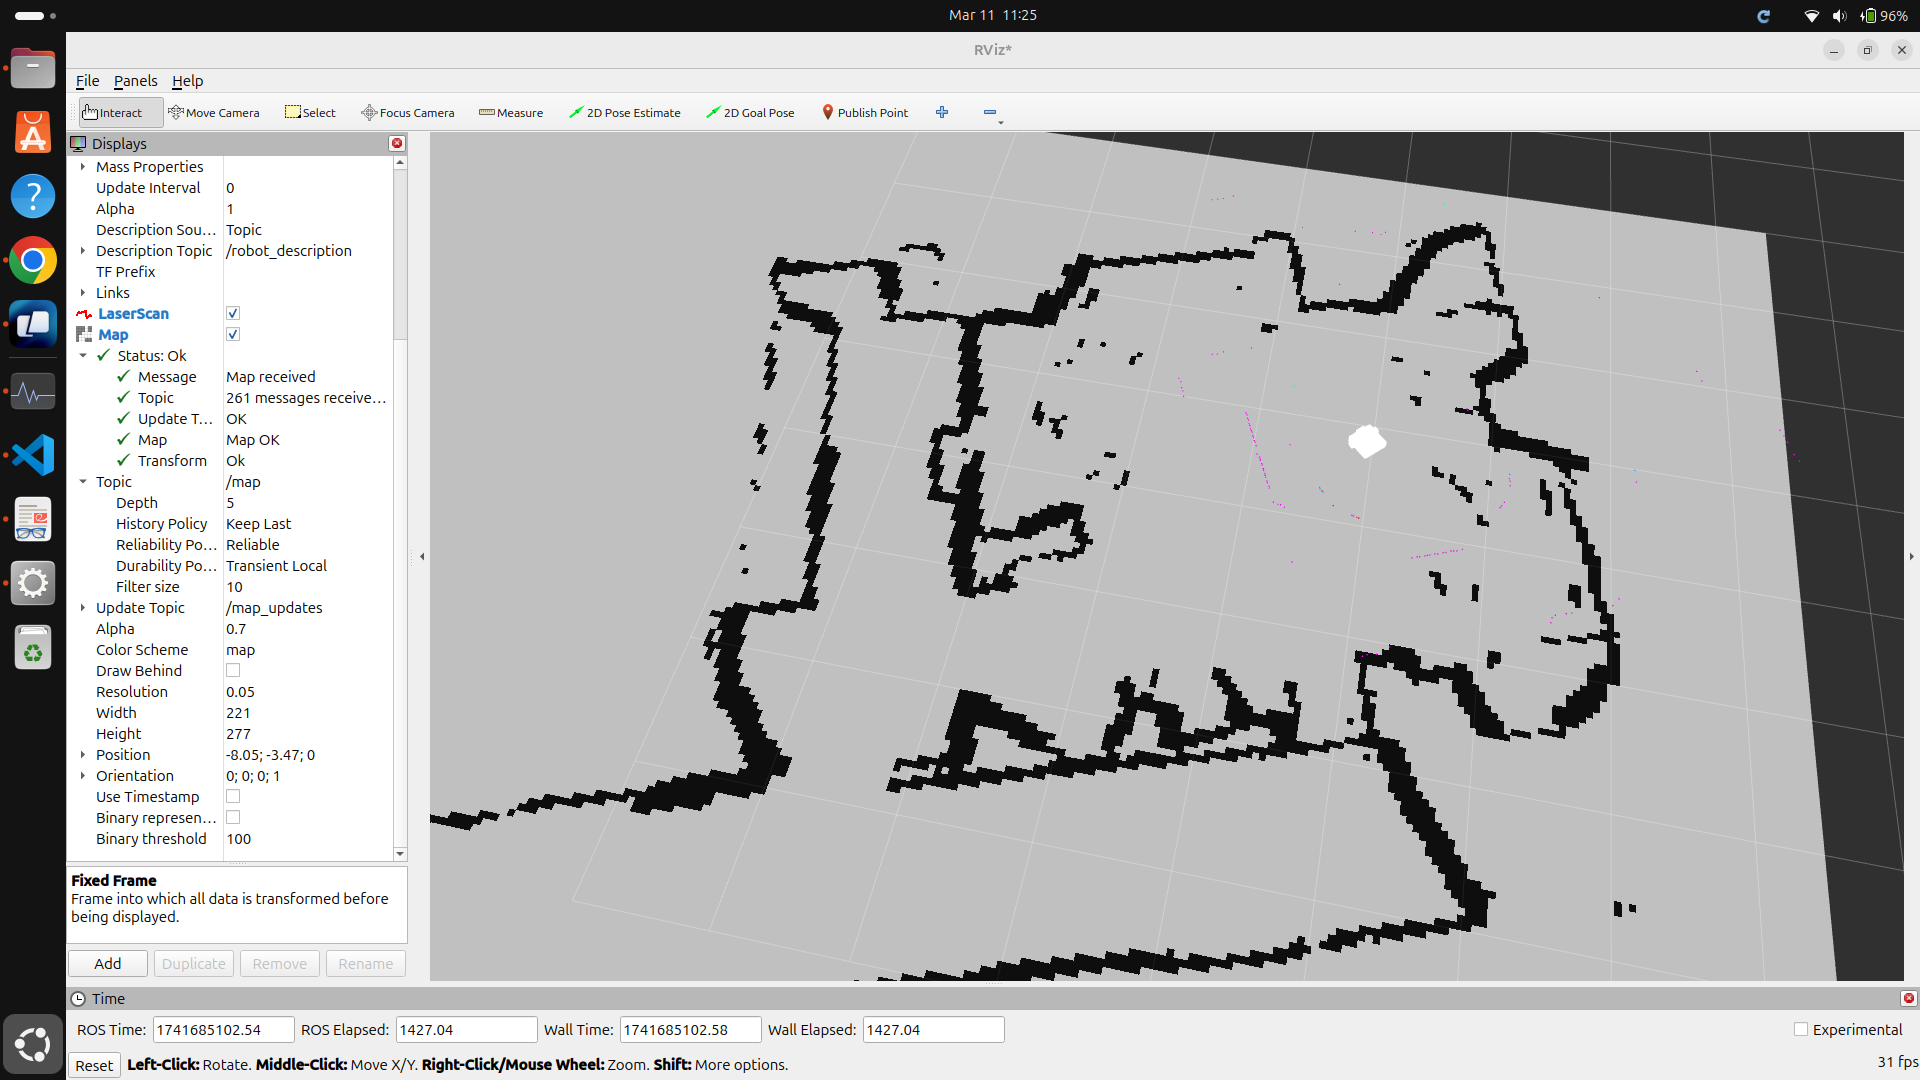 Mar 11 11:25
96%
RViz*
File Panels Help
Interact Move Camera Select Focus Camera Measure 2D Pose Estimate 2D Goal Pose Publish Point
Displays
Mass Properties
Update Interval 0
Alpha 1
Description Sou... Topic
Description Topic /robot_description
TF Prefix
Links
LaserScan
Map
Status: Ok
Message Map received
Topic 261 messages receive...
Update T... OK
Map Map OK
Transform Ok
Topic /map
Depth 5
History Policy Keep Last
Reliability Po... Reliable
Durability Po... Transient Local
Filter size 10
Update Topic /map_updates
Alpha 0.7
Color Scheme map
Draw Behind
Resolution 0.05
Width 221
Height 277
Position -8.05; -3.47; 0
Orientation 0; 0; 0; 1
Use Timestamp
Binary represen...
Binary threshold 100
Fixed Frame
Frame into which all data is transformed before
being displayed.
Add Duplicate Remove Rename
Time
ROS Time: 1741685102.54 ROS Elapsed: 1427.04 Wall Time: 1741685102.58 Wall Elapsed: 1427.04 Experimental
Reset Left-Click: Rotate. Middle-Click: Move X/Y. Right-Click/Mouse Wheel: Zoom. Shift: More options. 31 fps